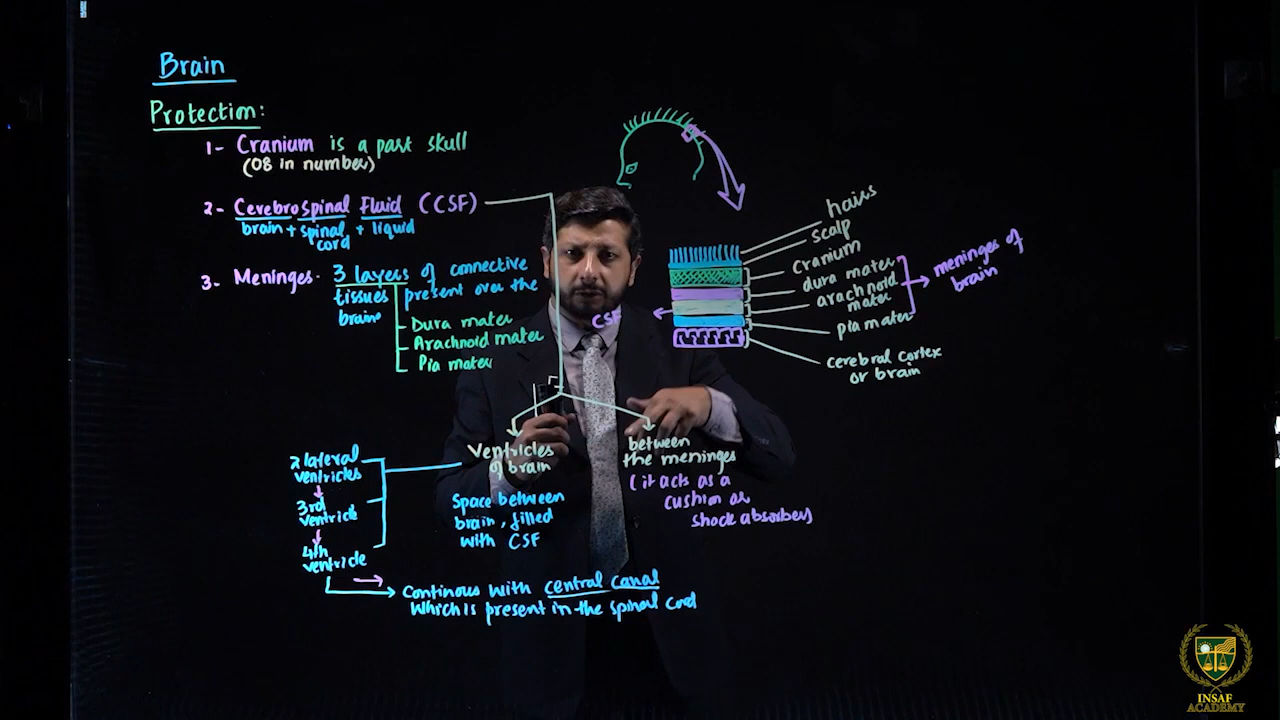 Brain
Protection:
1- Cranium is a part skull
(08 in number)
2- Cerebrospinal Fluid (CSF)
brain + spinal + liquid
cord
3- Meninges. 3 layers of connective
tissues present over the
brain
Dura mater
Arachnoid mater
Pia mater
hairs
scalp
Cranium
dura mater
arachnoid
mater
pia mater
cerebral cortex
or brain
meninges of
brain
CSF
Ventricles
of brain
between
the meninges
(it acts as a
cushion or
shock absorbers)
Space between
brain, filled
with CSF
2 lateral
ventricles
3rd
ventricle
4th
ventricle
Continous with central canal
which is present in the spinal cord
INSAF
ACADEMY